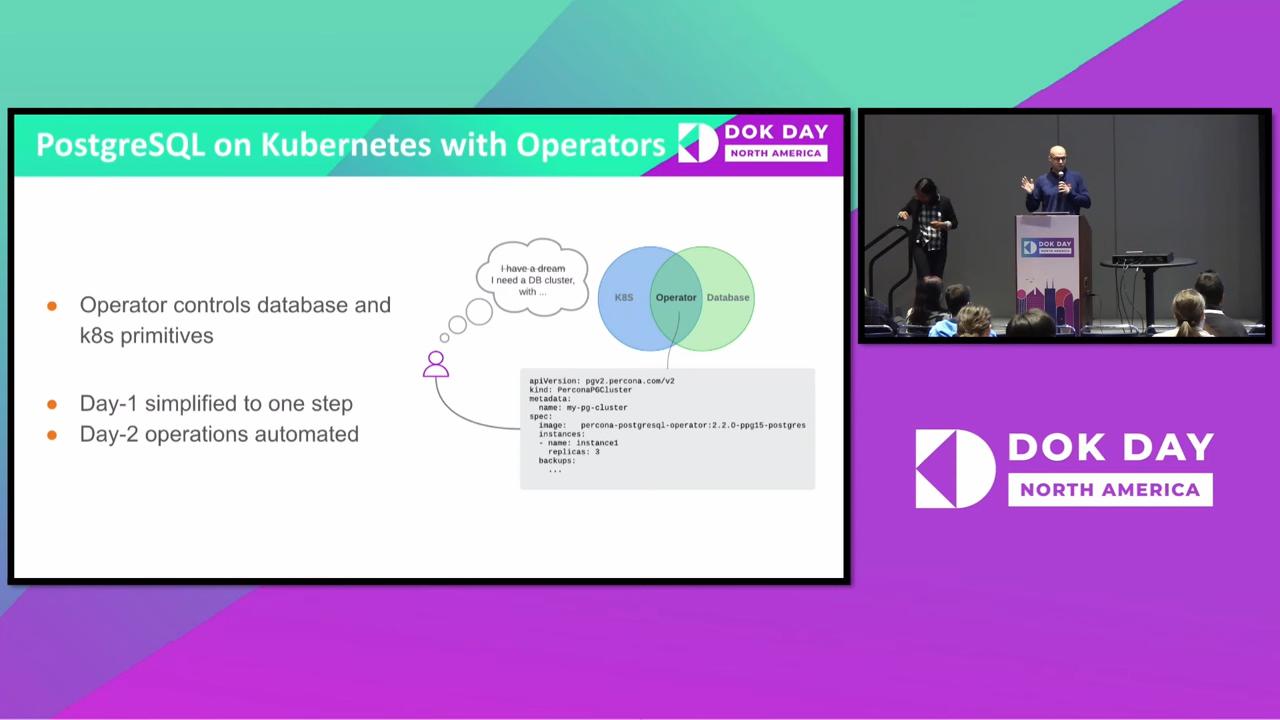 PostgreSQL on Kubernetes with Operators
DOK DAY
NORTH AMERICA
Operator controls database and
k8s primitives
Day-1 simplified to one step
Day-2 operations automated
I have a dream
I need a DB cluster,
with ...
K8S
Operator
Database
apiVersion: pgv2.percona.com/v2
kind: PerconaPGCluster
metadata:
  name: my-pg-cluster
spec:
  image:   percona-postgresql-operator:2.2.0-ppg15-postgres
  instances:
  - name: instance1
    replicas: 3
  backups:
    ...
DOK DAY
NORTH AMERICA
DOK DAY
NORTH AMERICA